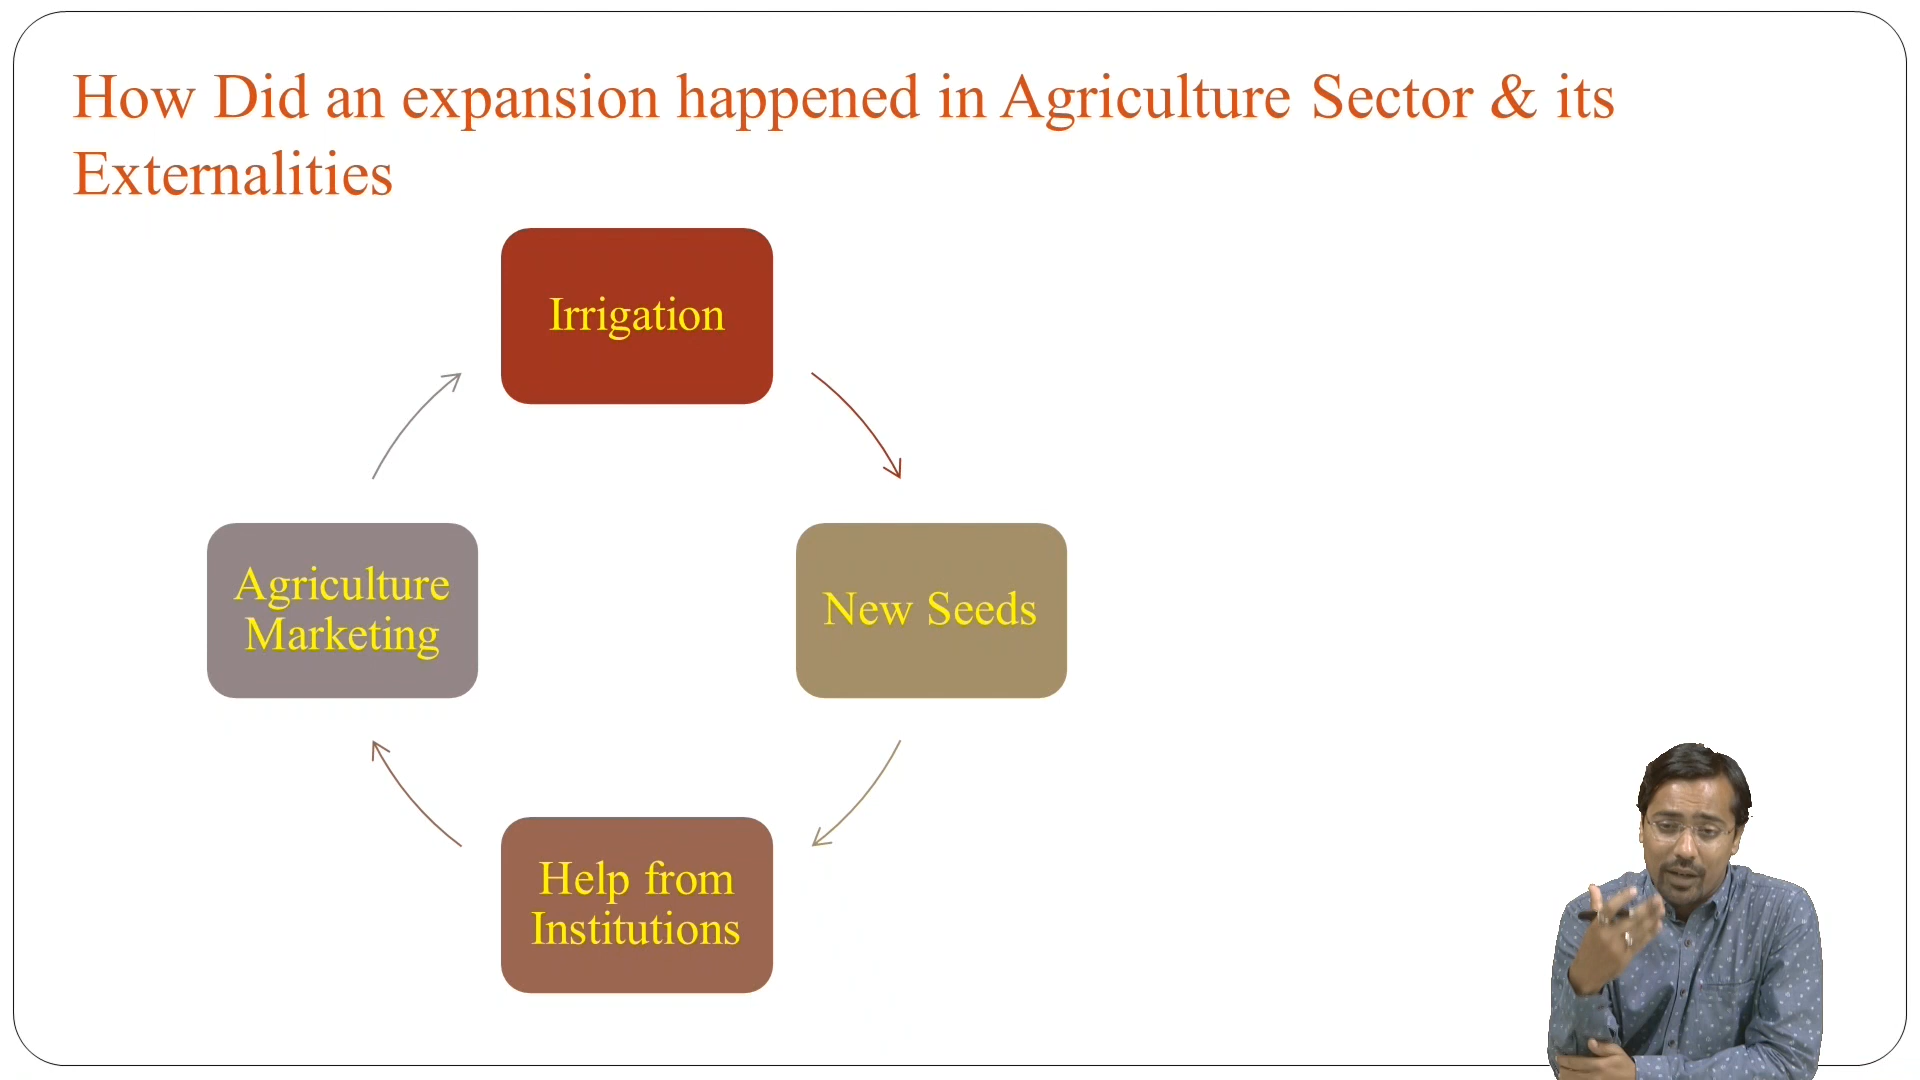 How Did an expansion happened in Agriculture Sector & its
Externalities
Irrigation
Agriculture
Marketing
New Seeds
Help from
Institutions